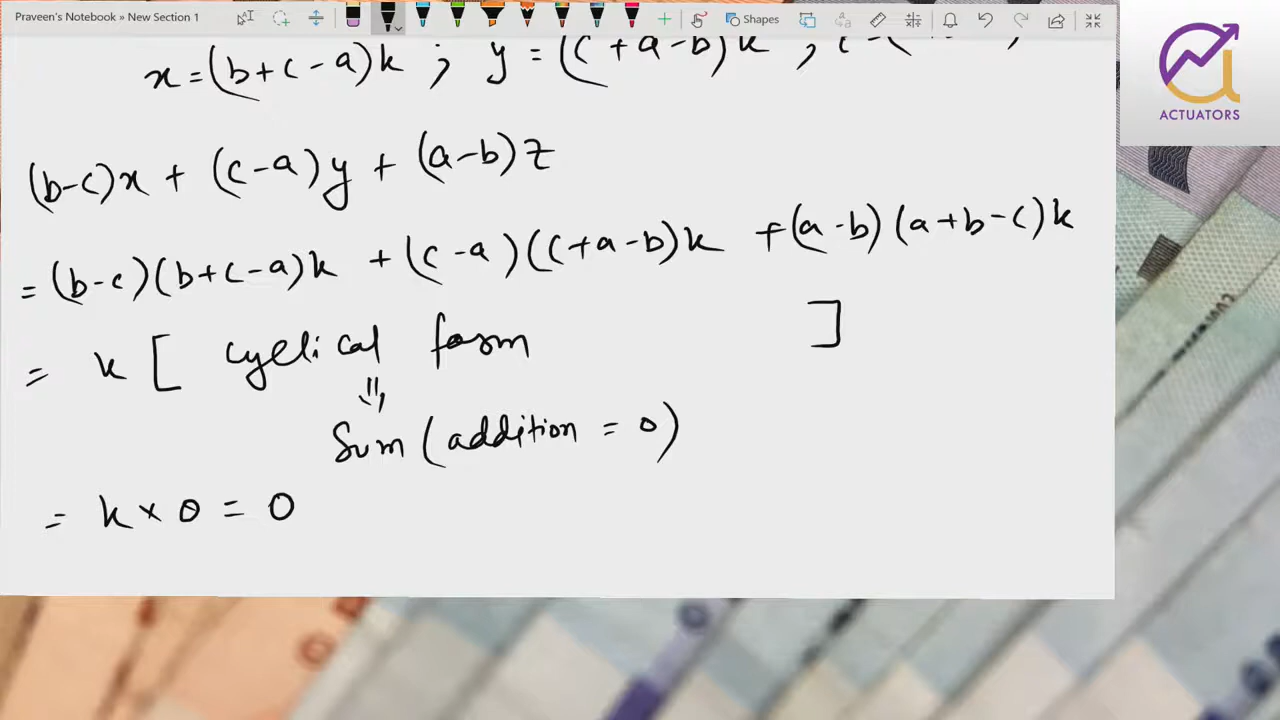 Praveen's Notebook » New Section 1
Shapes
ACTUATORS
x=(b+c-a)k ; y=(c+a-b)k ,
(b-c)x + (c-a)y + (a-b)z
= (b-c)(b+c-a)k + (c-a)(c+a-b)k + (a-b)(a+b-c)k
= k [ cyclical form ]
Sum (addition = 0)
= k × 0 = 0